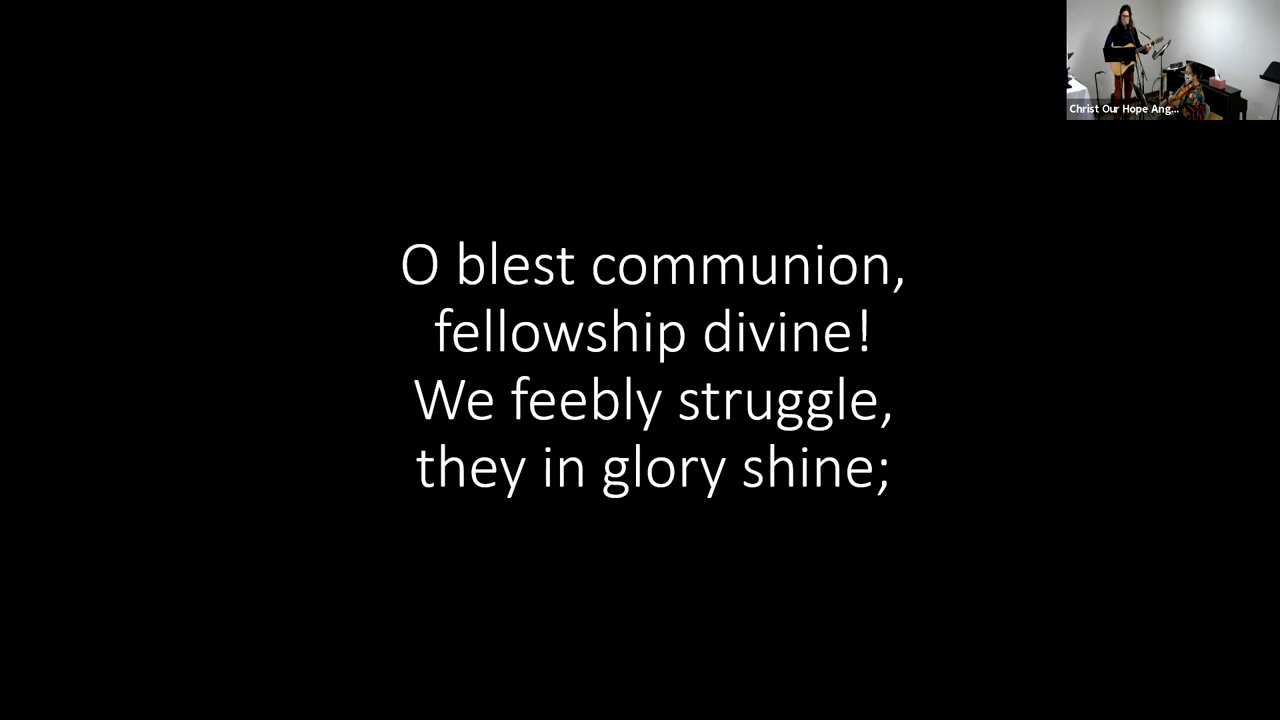 Christ Our Hope Ang...
O blest communion,
fellowship divine!
We feebly struggle,
they in glory shine;